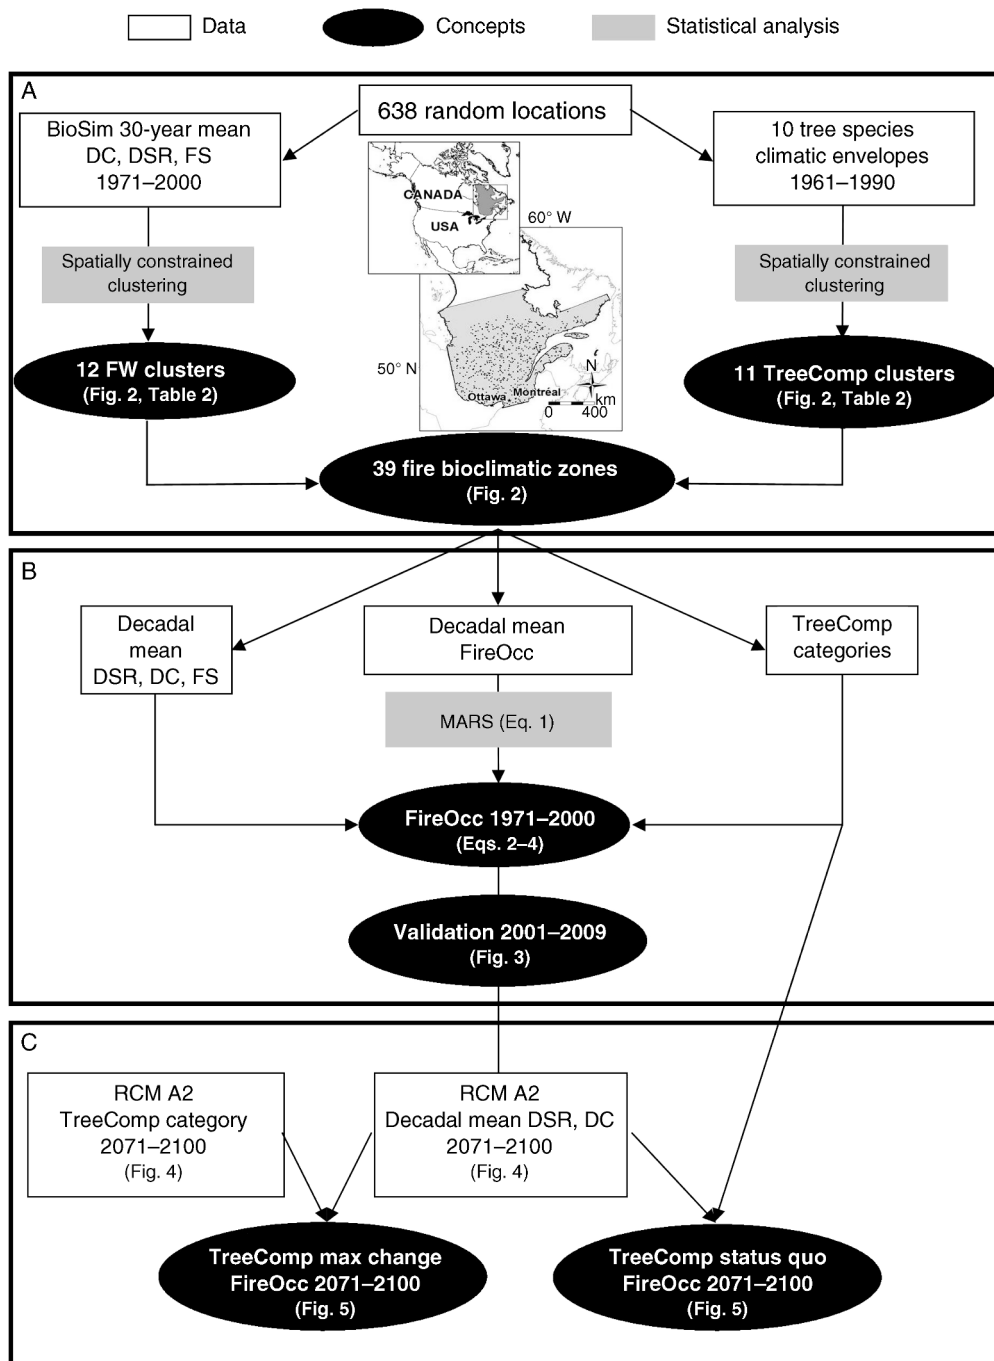 Data
Concepts
Statistical analysis
A
638 random locations
BioSim 30-year mean
DC, DSR, FS
1971–2000
10 tree species
climatic envelopes
1961–1990
CANADA
USA
60° W
Spatially constrained
clustering
Spatially constrained
clustering
50° N
N
Ottawa
Montréal
km
0 400
12 FW clusters
(Fig. 2, Table 2)
11 TreeComp clusters
(Fig. 2, Table 2)
39 fire bioclimatic zones
(Fig. 2)
B
Decadal
mean
DSR, DC, FS
Decadal mean
FireOcc
TreeComp
categories
MARS (Eq. 1)
FireOcc 1971–2000
(Eqs. 2–4)
Validation 2001–2009
(Fig. 3)
C
RCM A2
TreeComp category
2071–2100
(Fig. 4)
RCM A2
Decadal mean DSR, DC
2071–2100
(Fig. 4)
TreeComp max change
FireOcc 2071–2100
(Fig. 5)
TreeComp status quo
FireOcc 2071–2100
(Fig. 5)